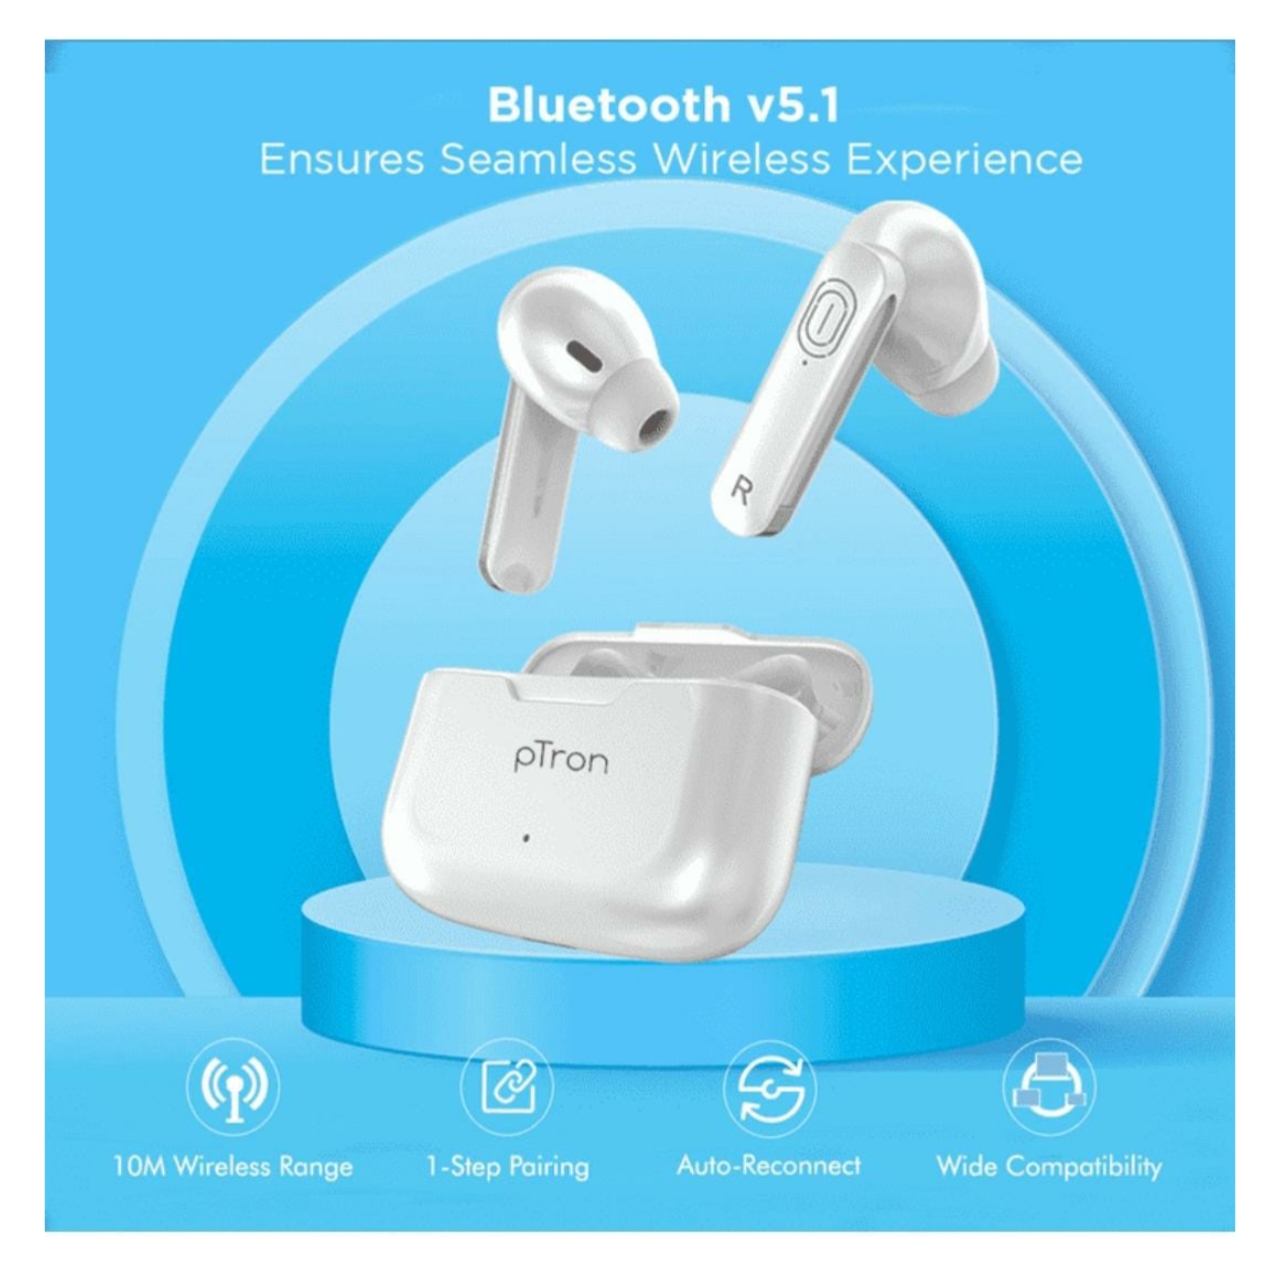 Bluetooth v5.1
Ensures Seamless Wireless Experience
R
pTron
10M Wireless Range
1-Step Pairing
Auto-Reconnect
Wide Compatibility